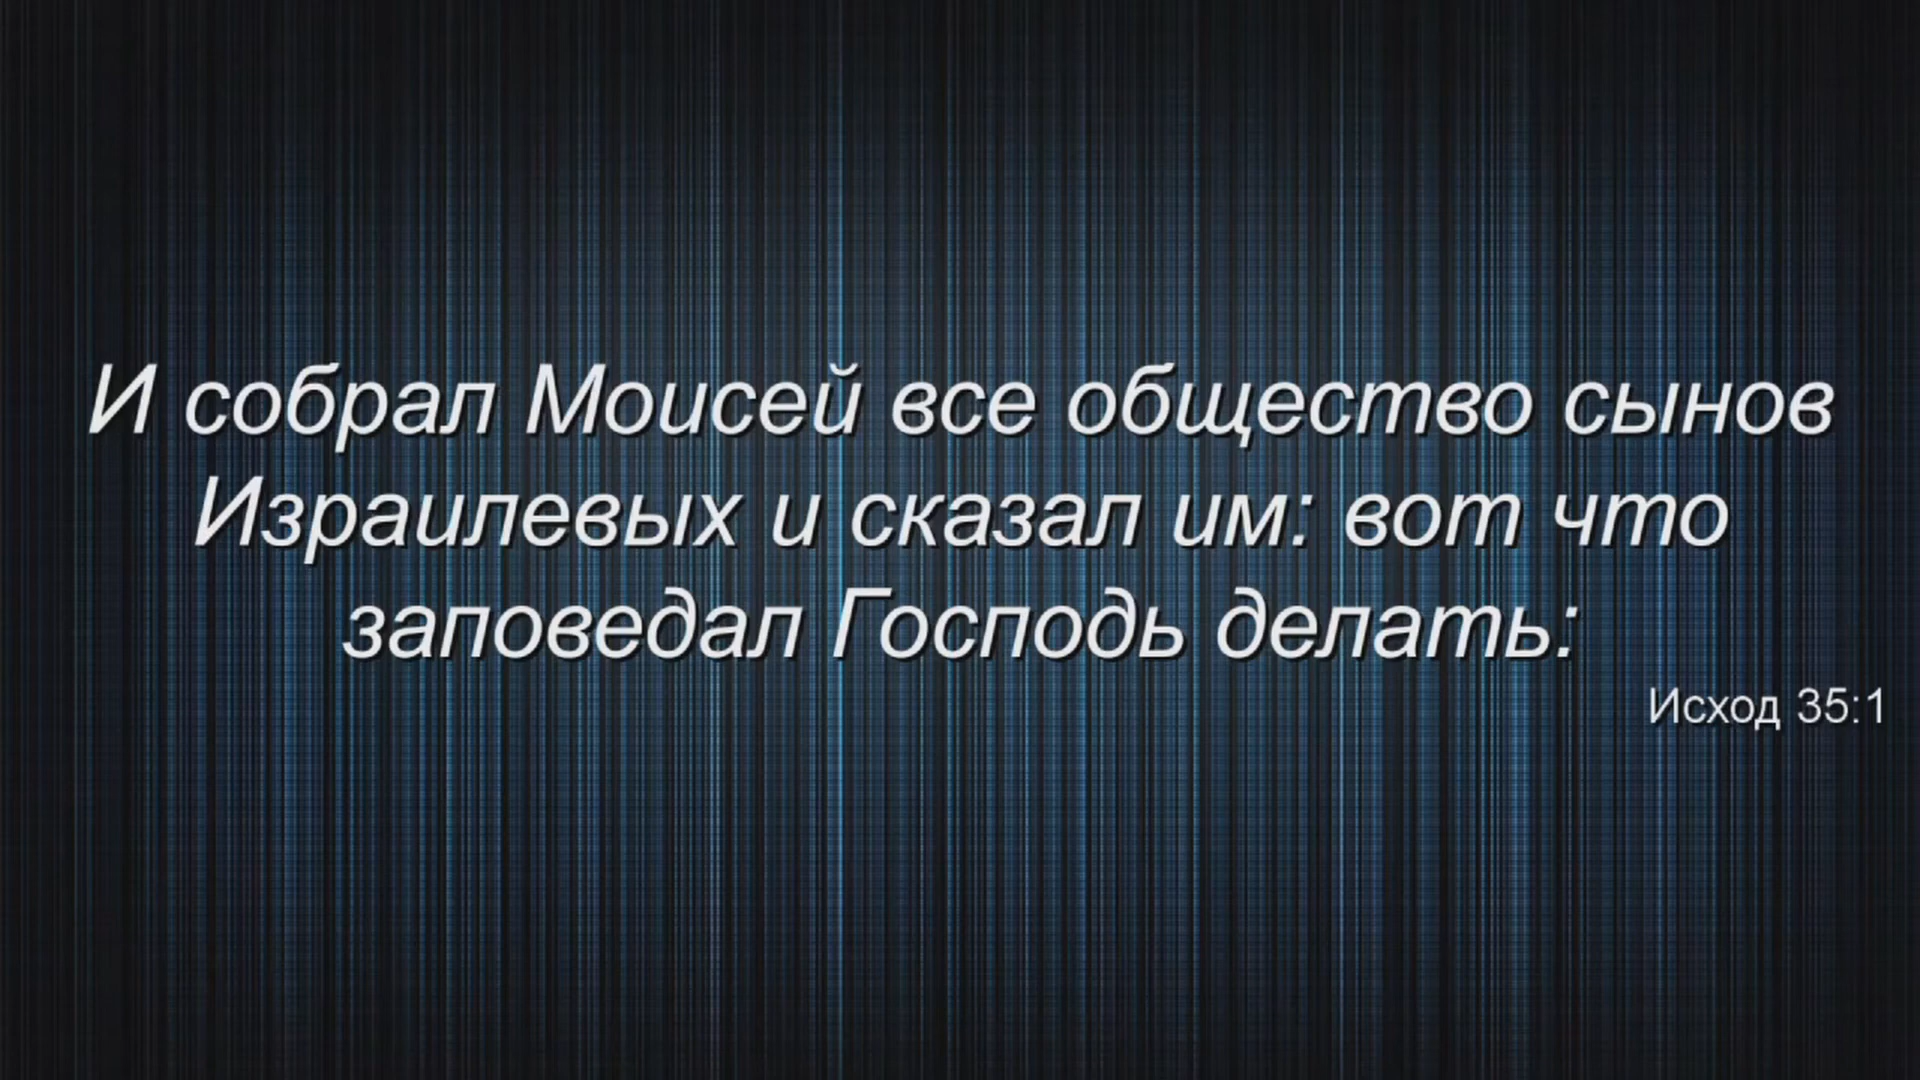 И собрал Моисей все общество сынов
Израилевых и сказал им: вот что
заповедал Господь делать:
Исход 35:1